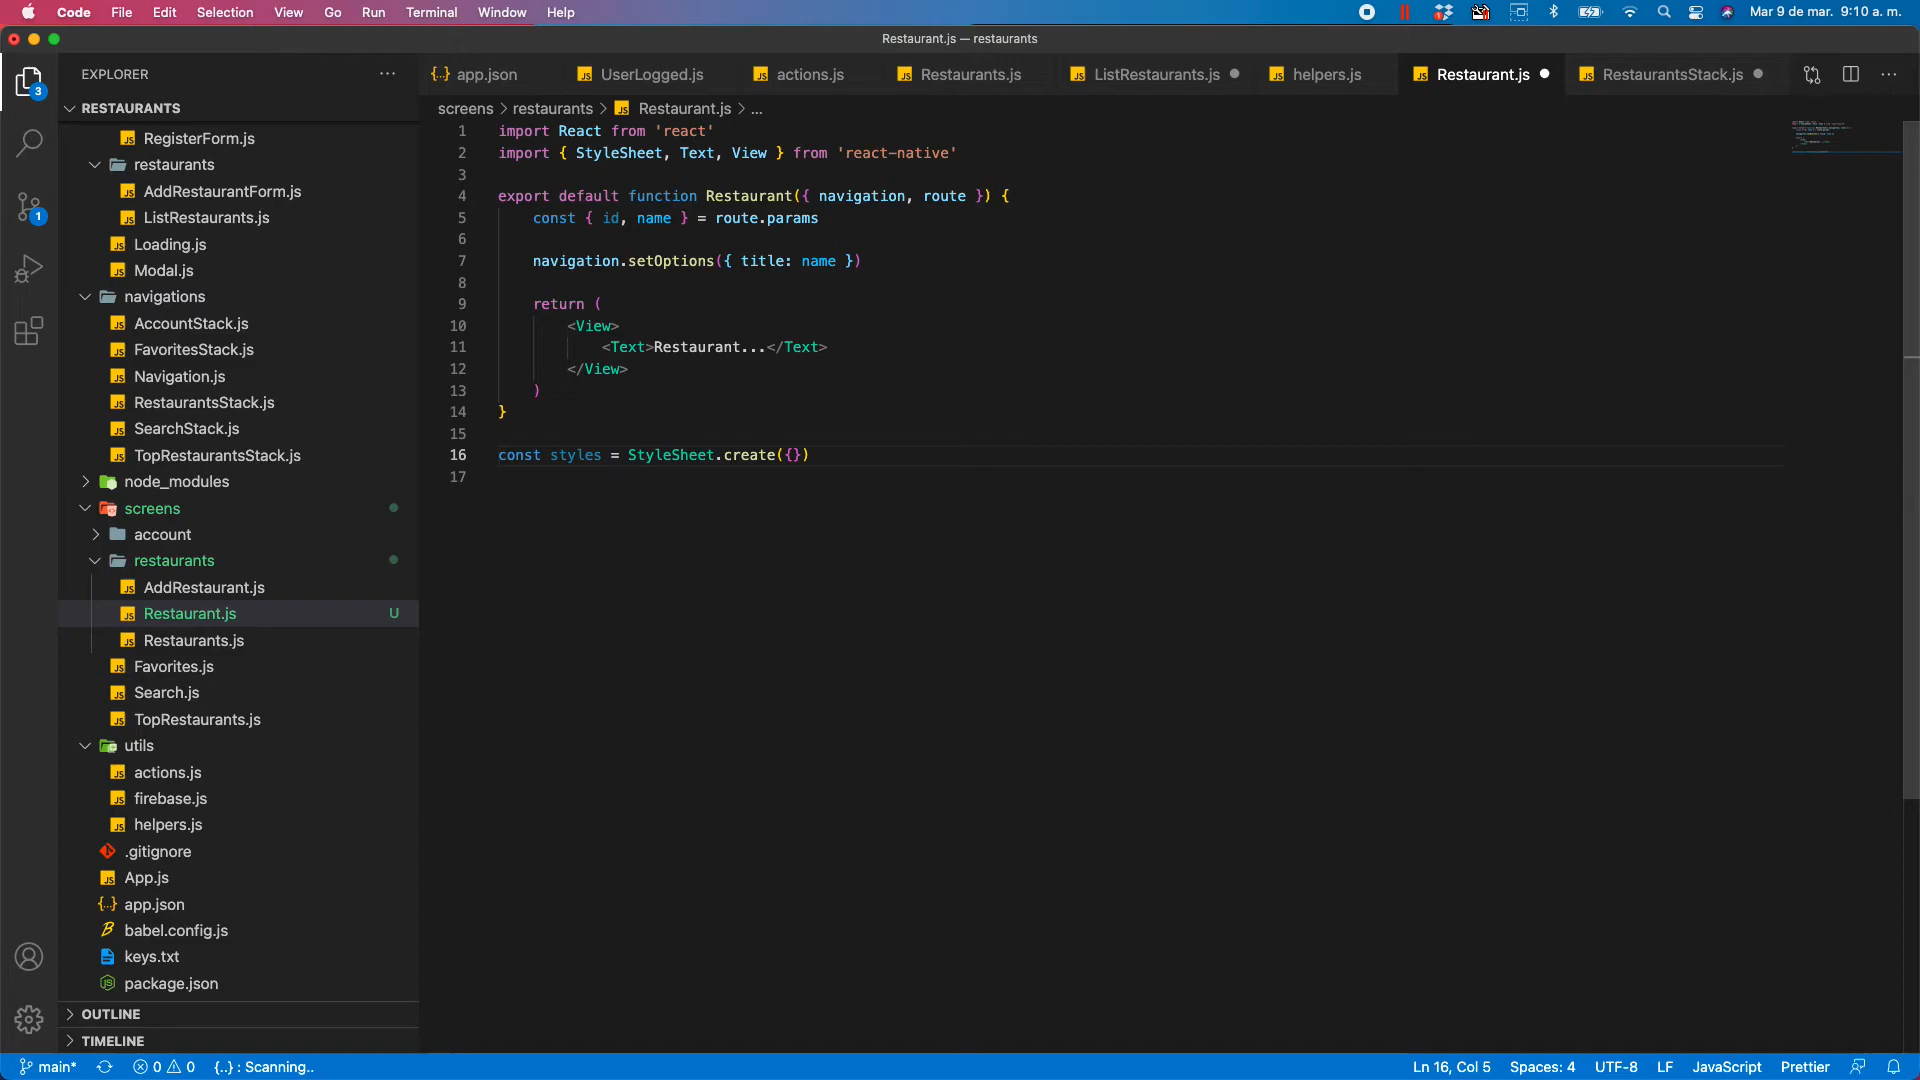 Code File Edit Selection View Go Run Terminal Window Help Mar 9 de mar. 9:10 a. m.
Restaurant.js — restaurants
EXPLORER
app.json UserLogged.js actions.js Restaurants.js ListRestaurants.js helpers.js Restaurant.js RestaurantsStack.js
3
RESTAURANTS
RegisterForm.js
restaurants
AddRestaurantForm.js
ListRestaurants.js
1
Loading.js
Modal.js
navigations
AccountStack.js
FavoritesStack.js
Navigation.js
RestaurantsStack.js
SearchStack.js
TopRestaurantsStack.js
node_modules
screens
account
restaurants
AddRestaurant.js
Restaurant.js U
Restaurants.js
Favorites.js
Search.js
TopRestaurants.js
utils
actions.js
firebase.js
helpers.js
.gitignore
App.js
app.json
babel.config.js
keys.txt
package.json
OUTLINE
TIMELINE
screens > restaurants > Restaurant.js > ...
1 import React from 'react'
2 import { StyleSheet, Text, View } from 'react-native'
3
4 export default function Restaurant({ navigation, route }) {
5 const { id, name } = route.params
6
7 navigation.setOptions({ title: name })
8
9 return (
10 <View>
11 <Text>Restaurant...</Text>
12 </View>
13 )
14 }
15
16 const styles = StyleSheet.create({})
17
main* 0 0 {..} : Scanning.. Ln 16, Col 5 Spaces: 4 UTF-8 LF JavaScript Prettier